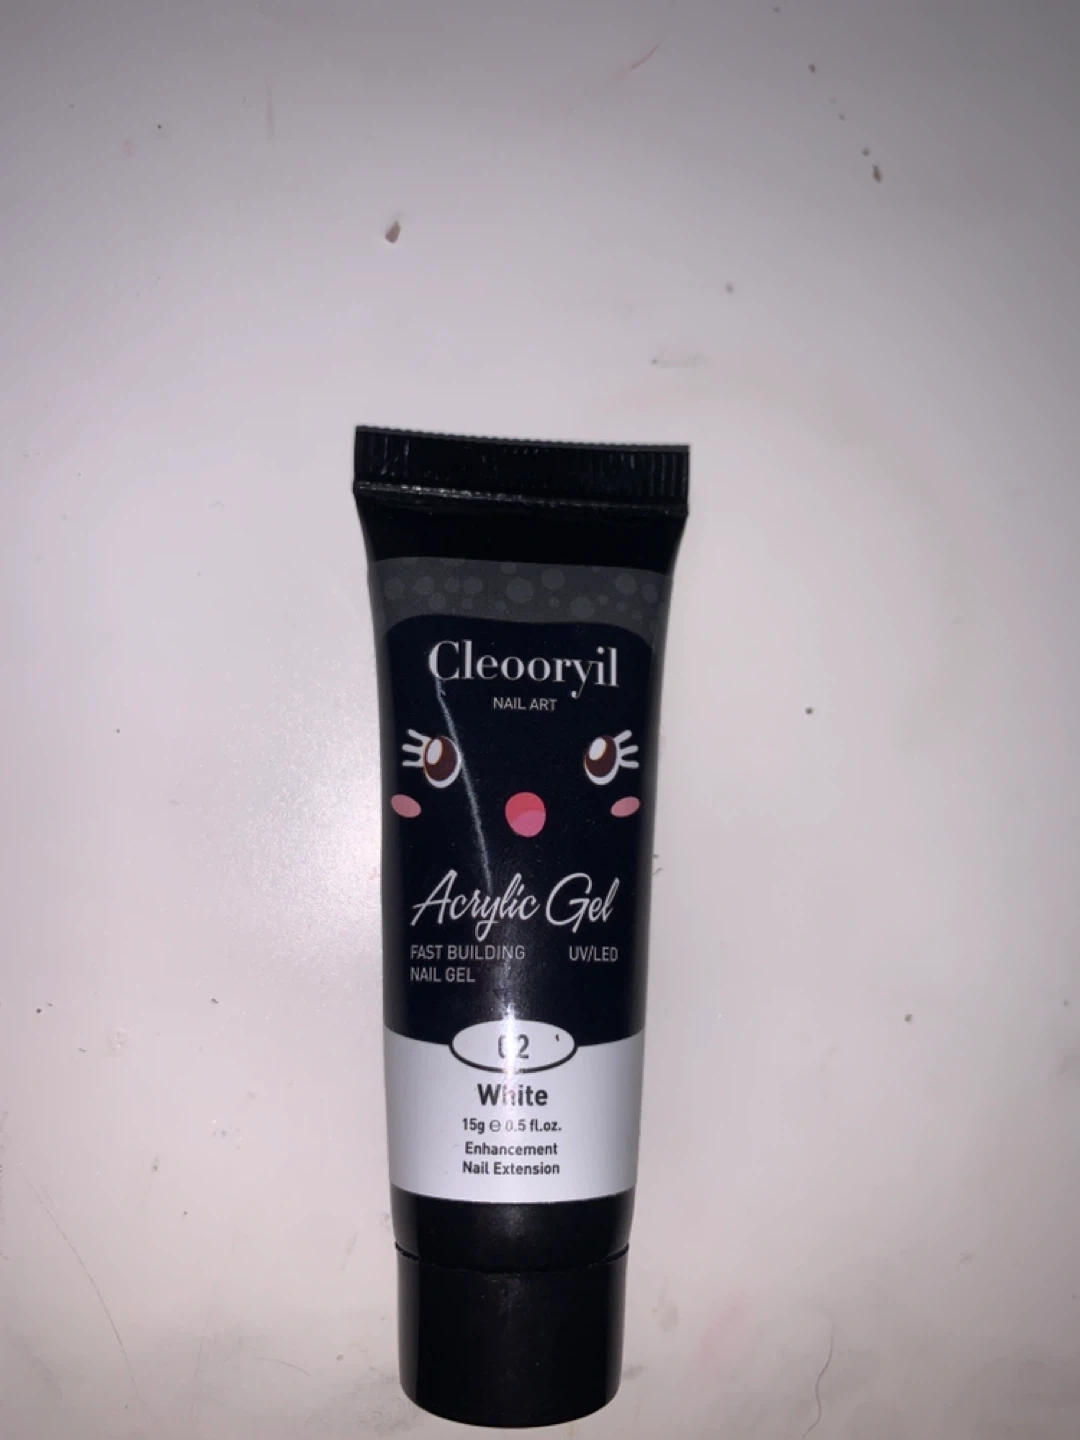 Cleooryil
NAIL ART
Acrylic Gel
FAST BUILDING UV/LED
NAIL GEL
02
White
15g ℮ 0.5 fl.oz.
Enhancement
Nail Extension